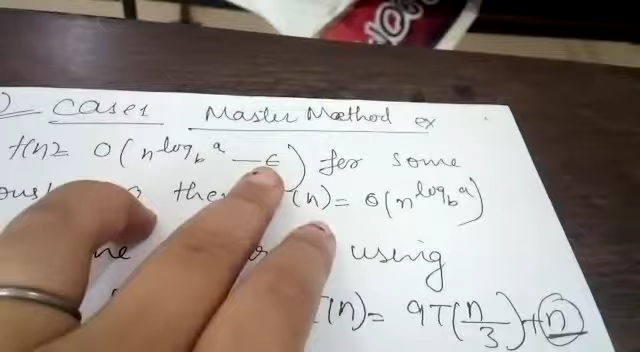 Case 1 Master Method ex
f(n)= O(n^log_b a - ε) for some
then T(n)= θ(n^log_b a)
using
T(n)= 9T(n/3)+n